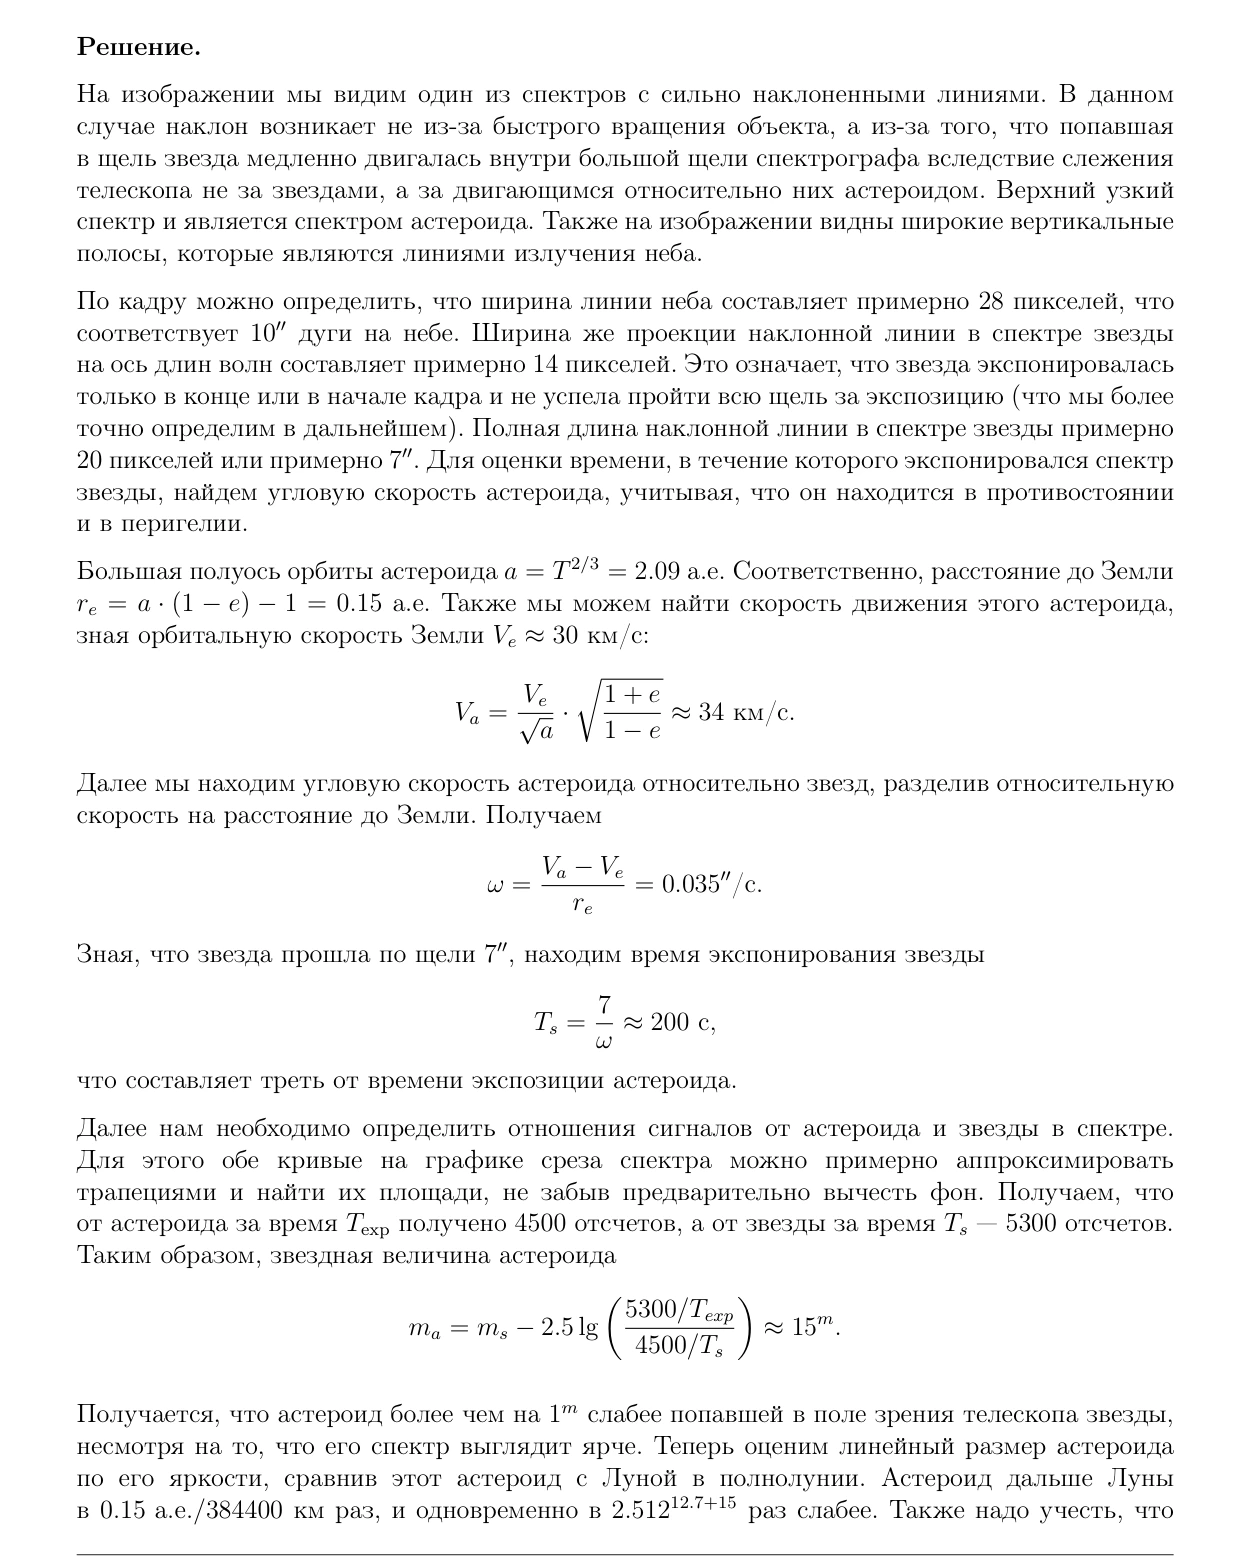 Решение.
На изображении мы видим один из спектров с сильно наклоненными линиями. В данном
случае наклон возникает не из-за быстрого вращения объекта, а из-за того, что попавшая
в щель звезда медленно двигалась внутри большой щели спектрографа вследствие слежения
телескопа не за звездами, а за двигающимся относительно них астероидом. Верхний узкий
спектр и является спектром астероида. Также на изображении видны широкие вертикальные
полосы, которые являются линиями излучения неба.
По кадру можно определить, что ширина линии неба составляет примерно 28 пикселей, что
соответствует 10″ дуги на небе. Ширина же проекции наклонной линии в спектре звезды
на ось длин волн составляет примерно 14 пикселей. Это означает, что звезда экспонировалась
только в конце или в начале кадра и не успела пройти всю щель за экспозицию (что мы более
точно определим в дальнейшем). Полная длина наклонной линии в спектре звезды примерно
20 пикселей или примерно 7″. Для оценки времени, в течение которого экспонировался спектр
звезды, найдем угловую скорость астероида, учитывая, что он находится в противостоянии
и в перигелии.
Большая полуось орбиты астероида a = T^{2/3} = 2.09 а.е. Соответственно, расстояние до Земли
r_e = a · (1 − e) − 1 = 0.15 а.е. Также мы можем найти скорость движения этого астероида,
зная орбитальную скорость Земли V_e ≈ 30 км/с:
V_a = \frac{V_e}{\sqrt{a}} · \sqrt{\frac{1 + e}{1 − e}} ≈ 34 км/с.
Далее мы находим угловую скорость астероида относительно звезд, разделив относительную
скорость на расстояние до Земли. Получаем
ω = \frac{V_a − V_e}{r_e} = 0.035″/с.
Зная, что звезда прошла по щели 7″, находим время экспонирования звезды
T_s = \frac{7}{ω} ≈ 200 с,
что составляет треть от времени экспозиции астероида.
Далее нам необходимо определить отношения сигналов от астероида и звезды в спектре.
Для этого обе кривые на графике среза спектра можно примерно аппроксимировать
трапециями и найти их площади, не забыв предварительно вычесть фон. Получаем, что
от астероида за время T_{exp} получено 4500 отсчетов, а от звезды за время T_s — 5300 отсчетов.
Таким образом, звездная величина астероида
m_a = m_s − 2.5 lg \left( \frac{5300/T_{exp}}{4500/T_s} \right) ≈ 15^m.
Получается, что астероид более чем на 1^m слабее попавшей в поле зрения телескопа звезды,
несмотря на то, что его спектр выглядит ярче. Теперь оценим линейный размер астероида
по его яркости, сравнив этот астероид с Луной в полнолунии. Астероид дальше Луны
в 0.15 а.е./384400 км раз, и одновременно в 2.512^{12.7+15} раз слабее. Также надо учесть, что